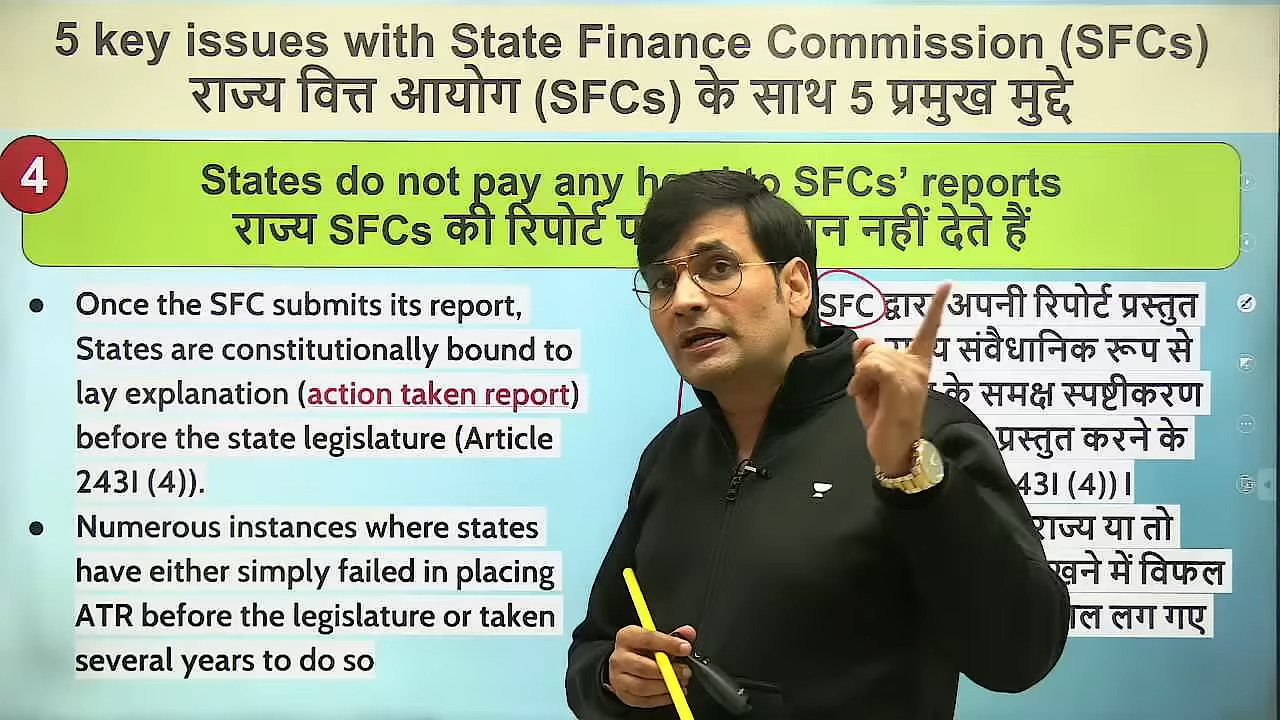 5 key issues with State Finance Commission (SFCs)
राज्य वित्त आयोग (SFCs) के साथ 5 प्रमुख मुद्दे
4
States do not pay any to SFCs’ reports
राज्य SFCs की रिपोर्ट नहीं देते हैं
• Once the SFC submits its report,
States are constitutionally bound to
lay explanation (action taken report)
before the state legislature (Article
243I (4)).
• Numerous instances where states
have either simply failed in placing
ATR before the legislature or taken
several years to do so
SFC द्वारा अपनी रिपोर्ट प्रस्तुत
संवैधानिक रूप से
के समक्ष स्पष्टीकरण
प्रस्तुत करने के
43I (4)) ।
राज्य या तो
में विफल
लग गए